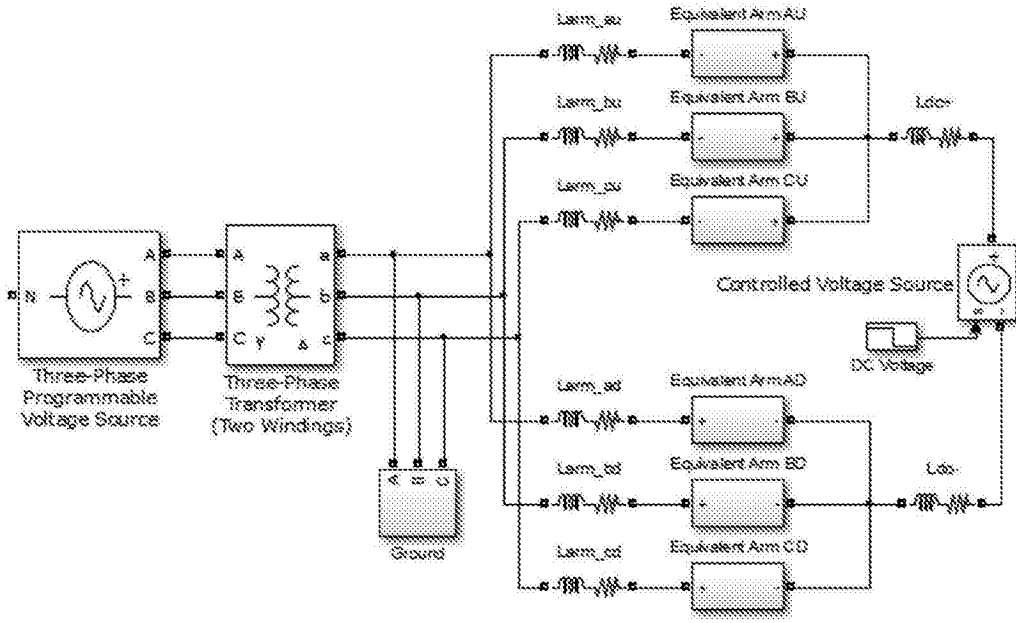 Larm_au
Equivalent Arm AU
Larm_bu
Equivalent Arm BU
Ldc+
Larm_cu
Equivalent Arm CU
N
A
B
C
A
B
C
a
b
c
Y
Δ
Three-Phase
Programmable
Voltage Source
Three-Phase
Transformer
(Two Windings)
A
B
C
Ground
Controlled Voltage Source
s
DC Voltage
Larm_ad
Equivalent Arm AD
Larm_bd
Equivalent Arm BD
Ldc-
Larm_cd
Equivalent Arm CD